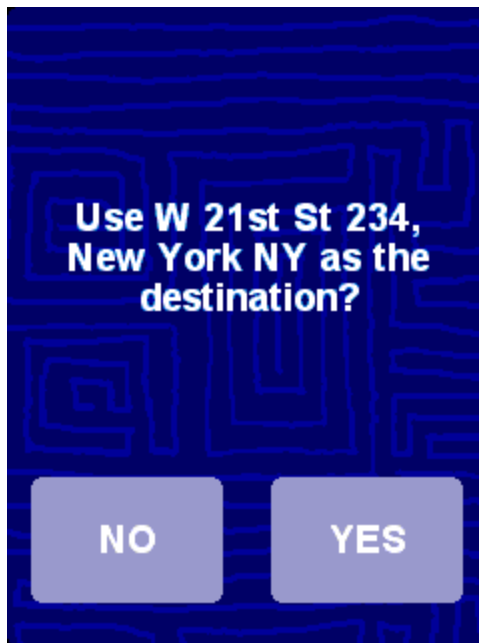 Use W 21st St 234,
New York NY as the
destination?
NO
YES